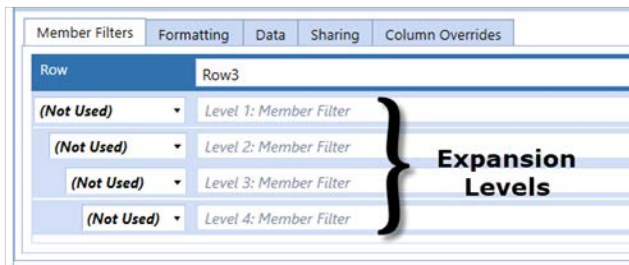 Member Filters Formatting Data Sharing Column Overrides
Row Row3
(Not Used) Level 1: Member Filter
(Not Used) Level 2: Member Filter
(Not Used) Level 3: Member Filter
(Not Used) Level 4: Member Filter
Expansion
Levels